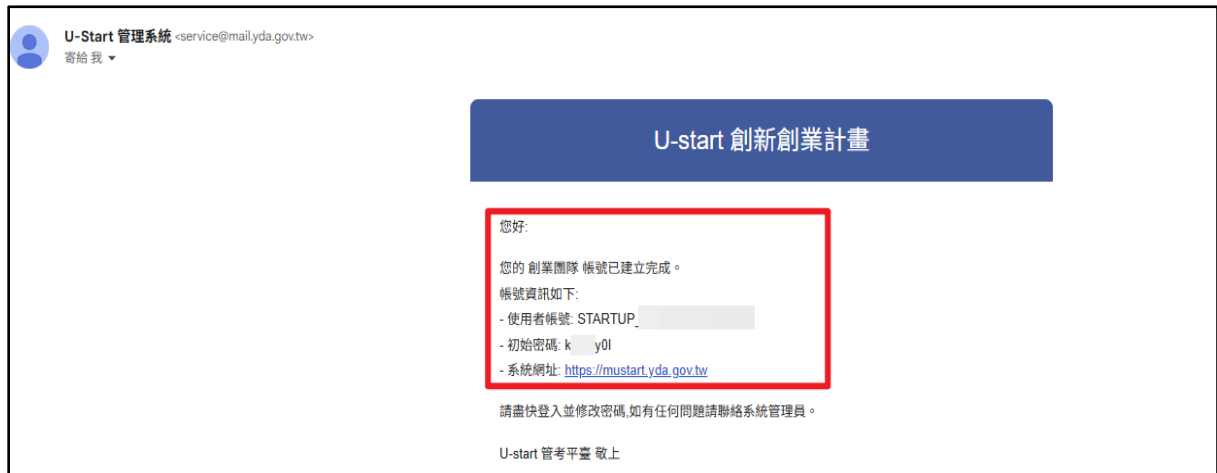 U-Start 管理系統 <service@mail.yda.gov.tw>
寄給 我
U-start 創新創業計畫
您好:
您的 創業團隊 帳號已建立完成。
帳號資訊如下:
- 使用者帳號: STARTUP_
- 初始密碼: k y0I
- 系統網址: https://mustart.yda.gov.tw
請盡快登入並修改密碼,如有任何問題請聯絡系統管理員。
U-start 管考平臺 敬上